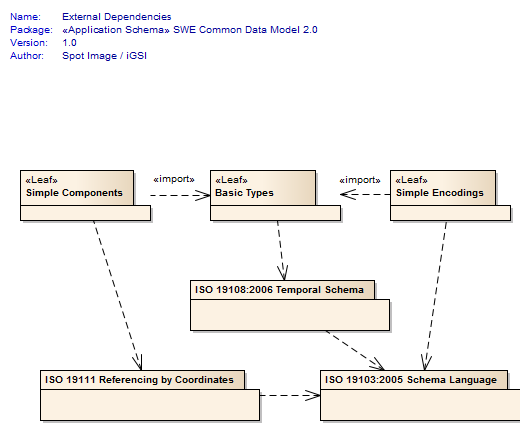 Name: External Dependencies
Package: «Application Schema» SWE Common Data Model 2.0
Version: 1.0
Author: Spot Image / iGSI
«Leaf»
Simple Components
«import»
«Leaf»
Basic Types
«import»
«Leaf»
Simple Encodings
ISO 19108:2006 Temporal Schema
ISO 19111 Referencing by Coordinates
ISO 19103:2005 Schema Language